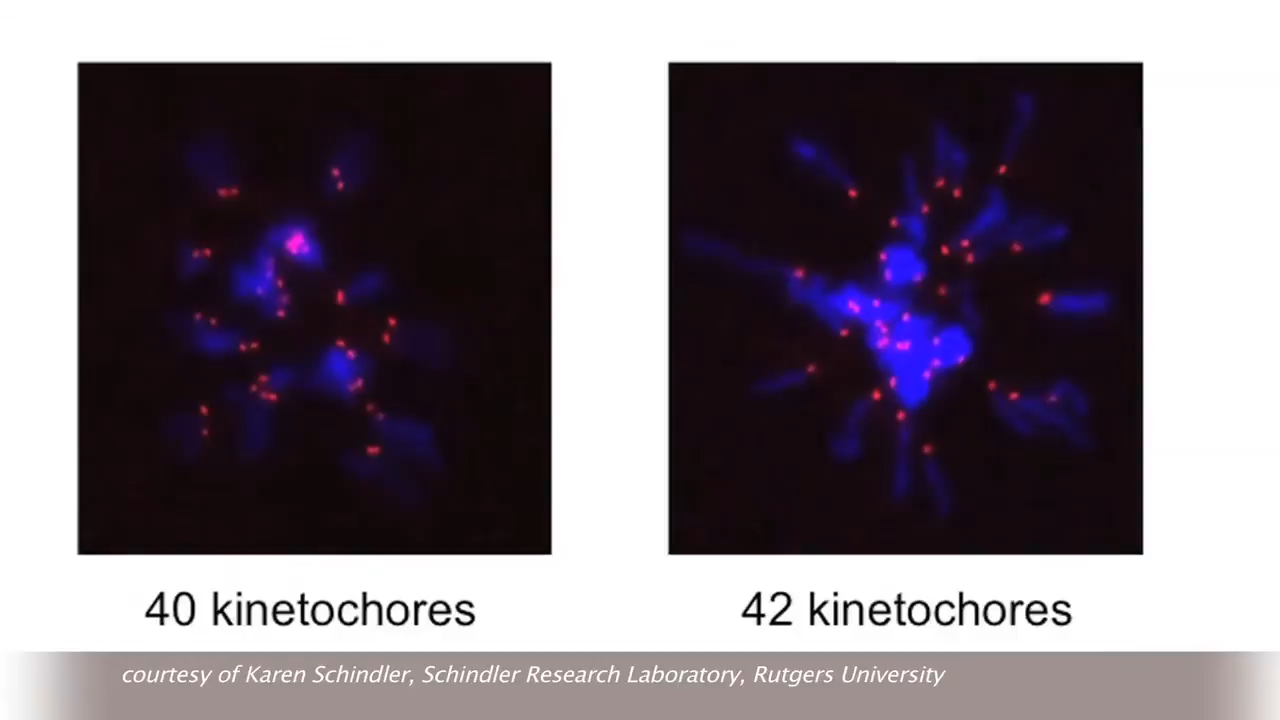 40 kinetochores
42 kinetochores
courtesy of Karen Schindler, Schindler Research Laboratory, Rutgers University